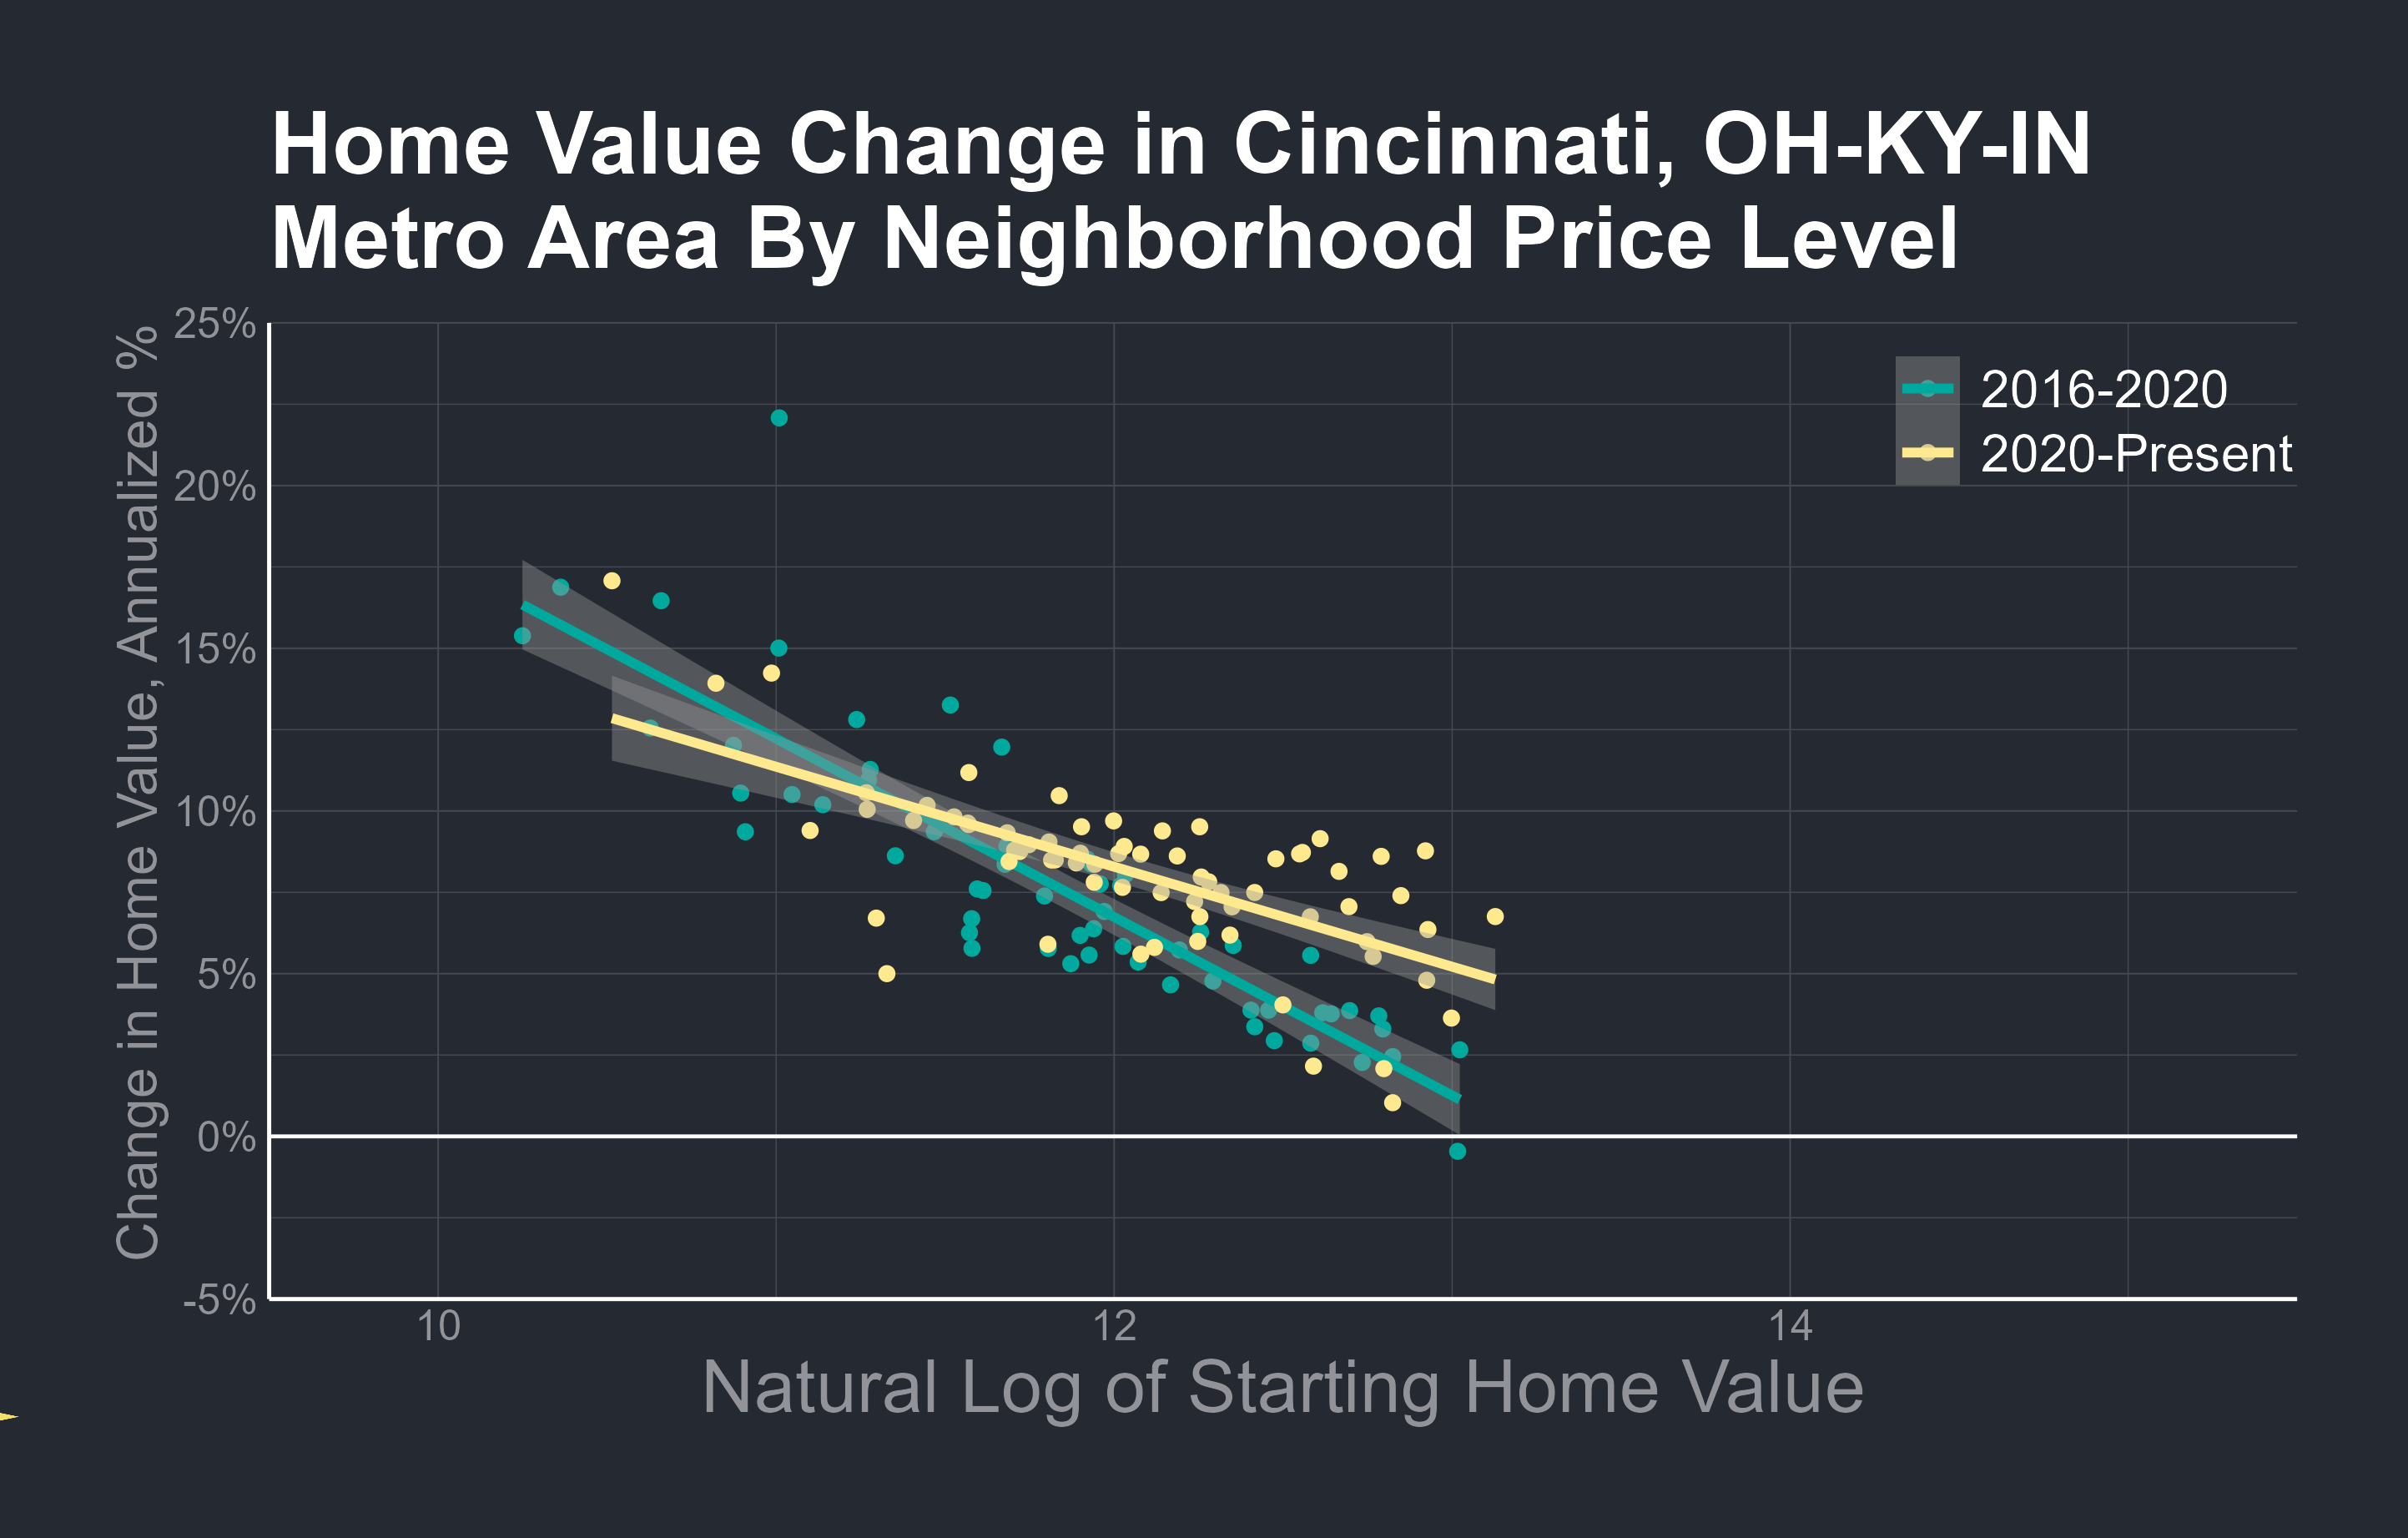 Home Value Change in Cincinnati, OH-KY-IN
Metro Area By Neighborhood Price Level
Change in Home Value, Annualized %
25%
20%
15%
10%
5%
0%
-5%
2016-2020
2020-Present
10
12
14
Natural Log of Starting Home Value